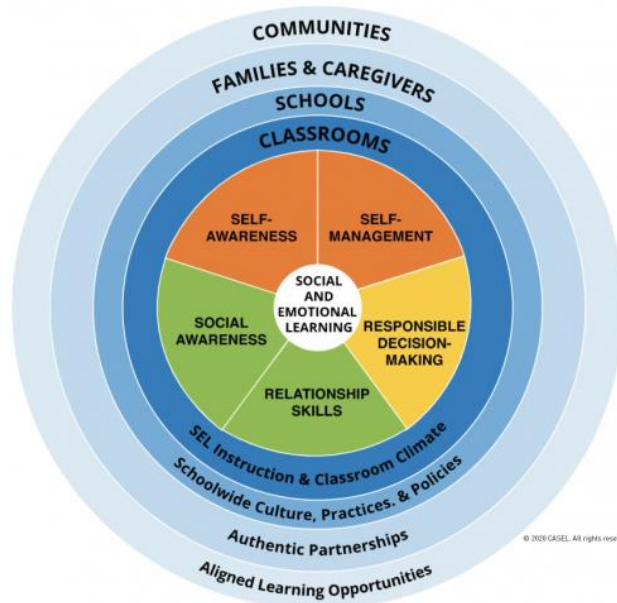 COMMUNITIES
FAMILIES & CAREGIVERS
SCHOOLS
CLASSROOMS
SELF-
AWARENESS
SELF-
MANAGEMENT
SOCIAL
AND
EMOTIONAL
LEARNING
SOCIAL
AWARENESS
RESPONSIBLE
DECISION-
MAKING
RELATIONSHIP
SKILLS
SEL Instruction & Classroom Climate
Schoolwide Culture, Practices. & Policies
Authentic Partnerships
Aligned Learning Opportunities
© 2020 CASEL. All rights rese